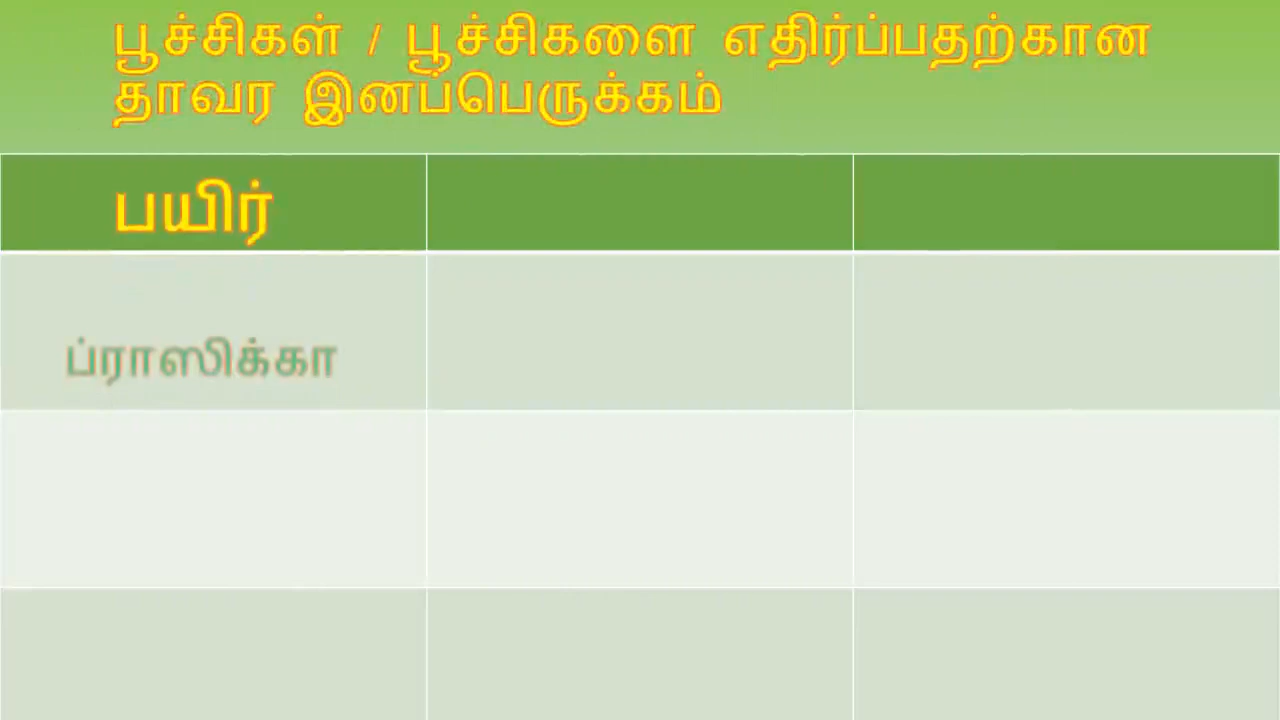 பூச்சிகள் / பூச்சிகளை எதிர்ப்பதற்கான
தாவர இனப்பெருக்கம்
பயிர்
ப்ராஸிக்கா